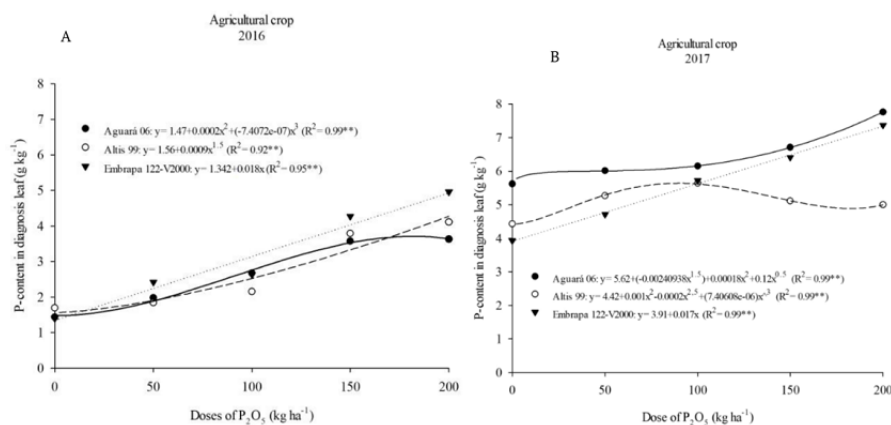 A
Agricultural crop
2016
8
7
6
5
4
3
2
1
0
P-content in diagnosis leaf (g kg⁻¹)
Aguará 06: y= 1.47+0.0002x²+(-7.4072e-07)x³ (R²= 0.99**)
Altis 99: y= 1.56+0.0009x^1.5 (R²= 0.92**)
Embrapa 122-V2000: y= 1.342+0.018x (R²= 0.95**)
0 50 100 150 200
Doses of P₂O₅ (kg ha⁻¹)
B
Agricultural crop
2017
8
7
6
5
4
3
2
1
0
P-content in diagnosis leaf (g kg⁻¹)
Aguará 06: y= 5.62+(-0.00240938x^1.5)+0.00018x²+0.12x^0.5 (R²= 0.99**)
Altis 99: y= 4.42+0.001x²-0.0002x^2.5+(7.40608e-06)x^3 (R²= 0.99**)
Embrapa 122-V2000: y= 3.91+0.017x (R²= 0.99**)
0 50 100 150 200
Dose of P₂O₅ (kg ha⁻¹)